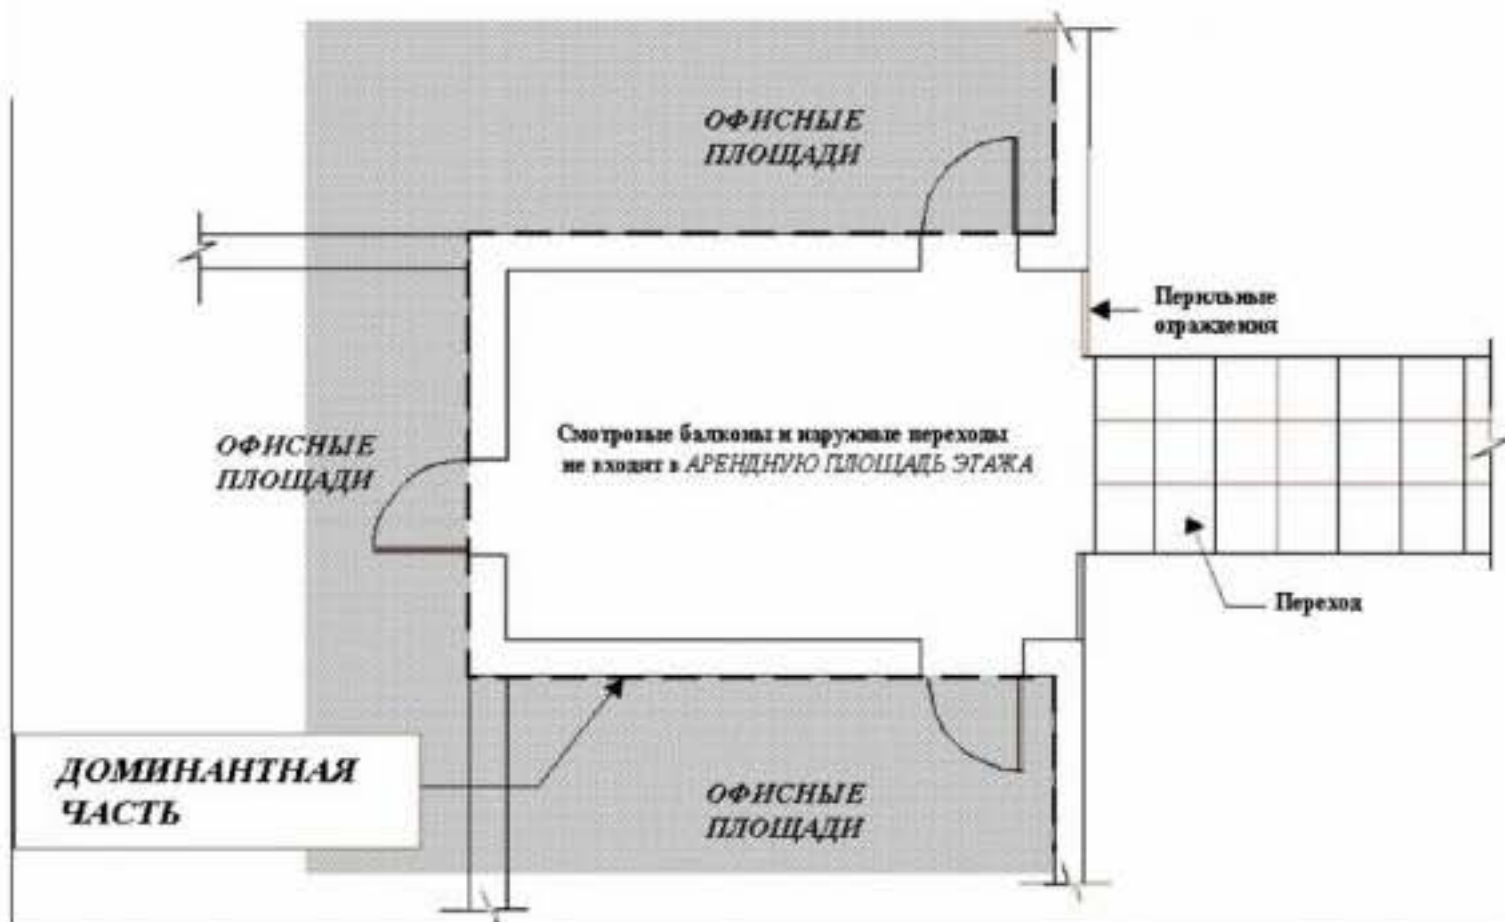 ОФИСНЫЕ
ПЛОЩАДИ
Перильные
ограждения
Смотровые балконы и наружные переходы
не входят в АРЕНДНУЮ ПЛОЩАДЬ ЭТАЖА
ОФИСНЫЕ
ПЛОЩАДИ
Переход
ДОМИНАНТНАЯ
ЧАСТЬ
ОФИСНЫЕ
ПЛОЩАДИ